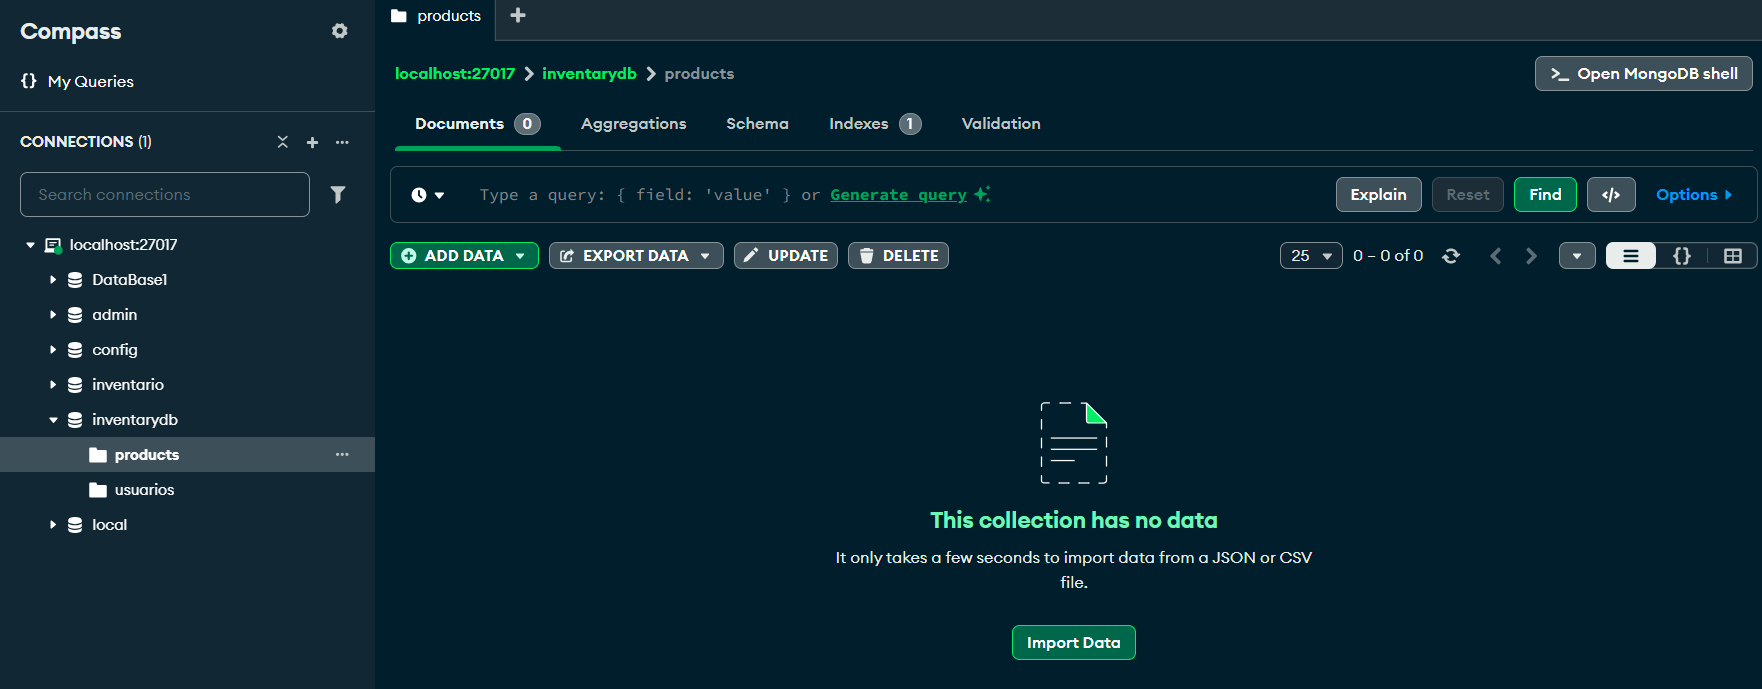 Compass
{} My Queries
CONNECTIONS (1)
Search connections
localhost:27017
DataBase1
admin
config
inventario
inventarydb
products
usuarios
local
products
localhost:27017 > inventarydb > products
>_ Open MongoDB shell
Documents 0 Aggregations Schema Indexes 1 Validation
Type a query: { field: 'value' } or Generate query
Explain Reset Find </> Options
ADD DATA EXPORT DATA UPDATE DELETE
25 0 – 0 of 0 {}
This collection has no data
It only takes a few seconds to import data from a JSON or CSV
file.
Import Data